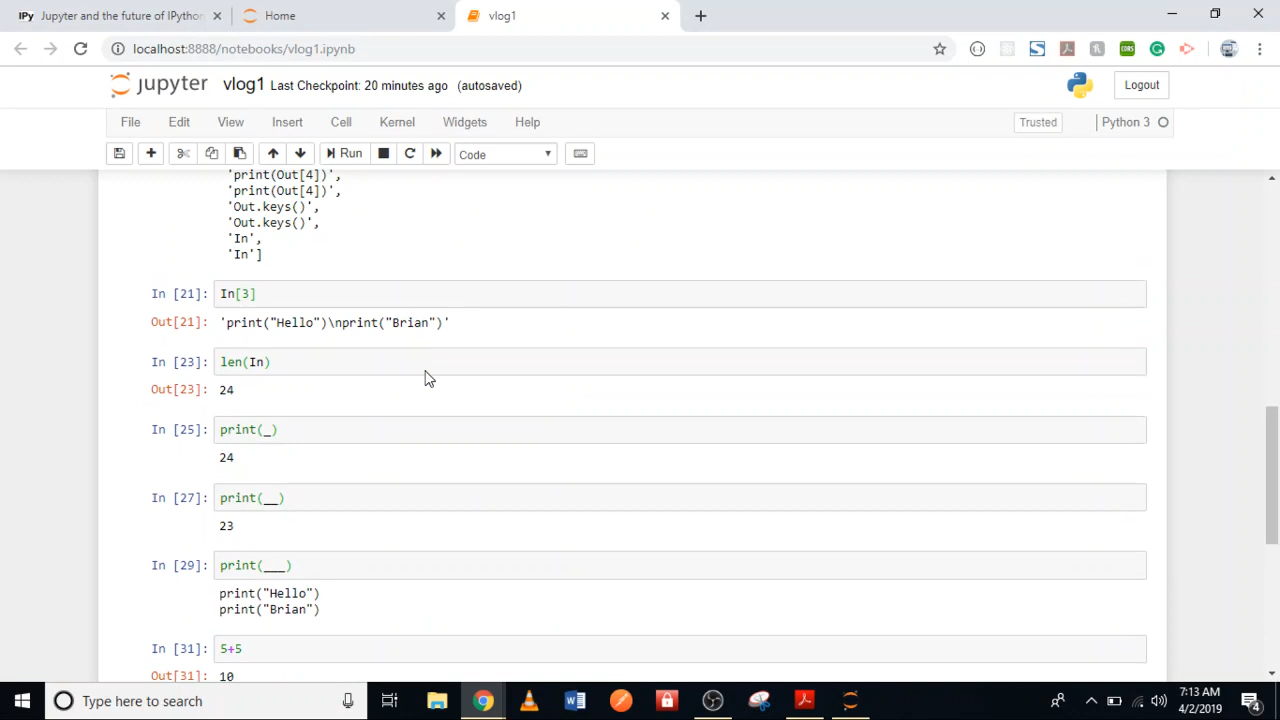 IPy Jupyter and the future of IPython
Home
vlog1
localhost:8888/notebooks/vlog1.ipynb
CORS
jupyter vlog1 Last Checkpoint: 20 minutes ago (autosaved)
Logout
File Edit View Insert Cell Kernel Widgets Help
Trusted
Python 3
Run
Code
'print(Out[4])',
'print(Out[4])',
'Out.keys()',
'Out.keys()',
'In',
'In']
In [21]: In[3]
Out[21]: 'print("Hello")\nprint("Brian")'
In [23]: len(In)
Out[23]: 24
In [25]: print(_)
24
In [27]: print(__)
23
In [29]: print(___)
print("Hello")
print("Brian")
In [31]: 5+5
Out[31]: 10
Type here to search
7:13 AM
4/2/2019
4